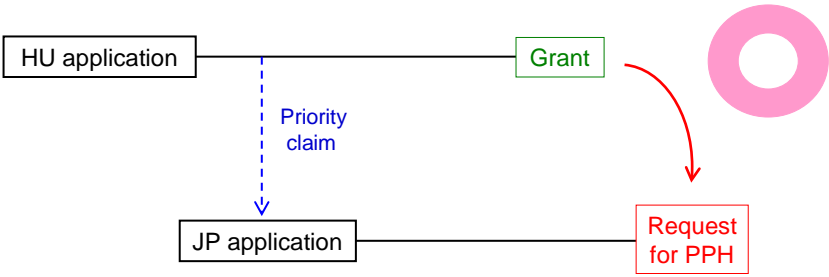 HU application
Grant
Priority
claim
JP application
Request
for PPH